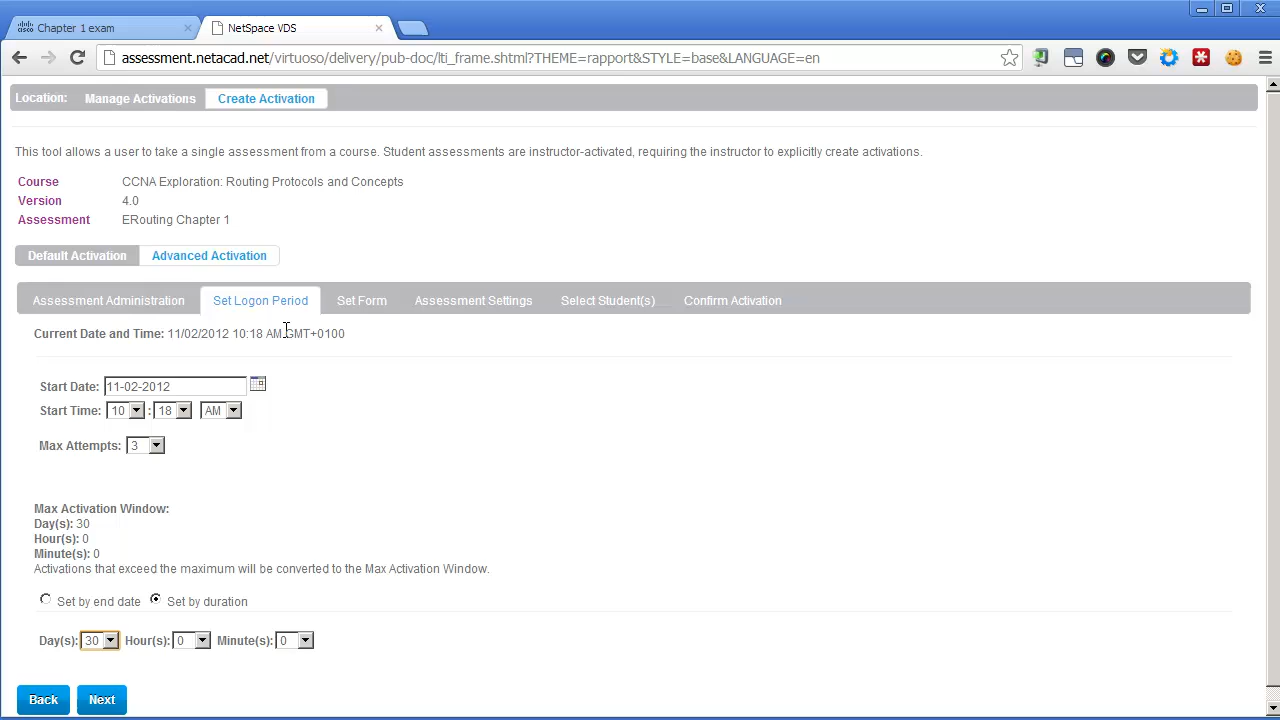 Chapter 1 exam
NetSpace VDS
assessment.netacad.net/virtuoso/delivery/pub-doc/lti_frame.shtml?THEME=rapport&STYLE=base&LANGUAGE=en
Location: Manage Activations Create Activation
This tool allows a user to take a single assessment from a course. Student assessments are instructor-activated, requiring the instructor to explicitly create activations.
Course CCNA Exploration: Routing Protocols and Concepts
Version 4.0
Assessment ERouting Chapter 1
Default Activation Advanced Activation
Assessment Administration Set Logon Period Set Form Assessment Settings Select Student(s) Confirm Activation
Current Date and Time: 11/02/2012 10:18 AM GMT+0100
Start Date: 11-02-2012
Start Time: 10 : 18 AM
Max Attempts: 3
Max Activation Window:
Day(s): 30
Hour(s): 0
Minute(s): 0
Activations that exceed the maximum will be converted to the Max Activation Window.
Set by end date Set by duration
Day(s): 30 Hour(s): 0 Minute(s): 0
Back Next